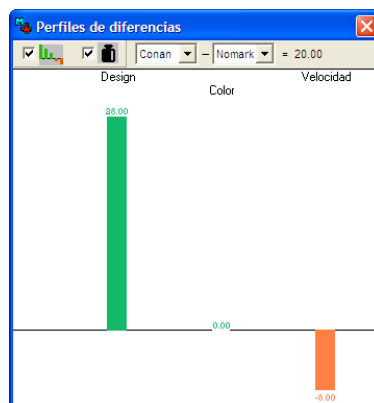 Perfiles de diferencias
Conan – Nomark = 20.00
Design Velocidad
Color
28.00
0.00
-8.00